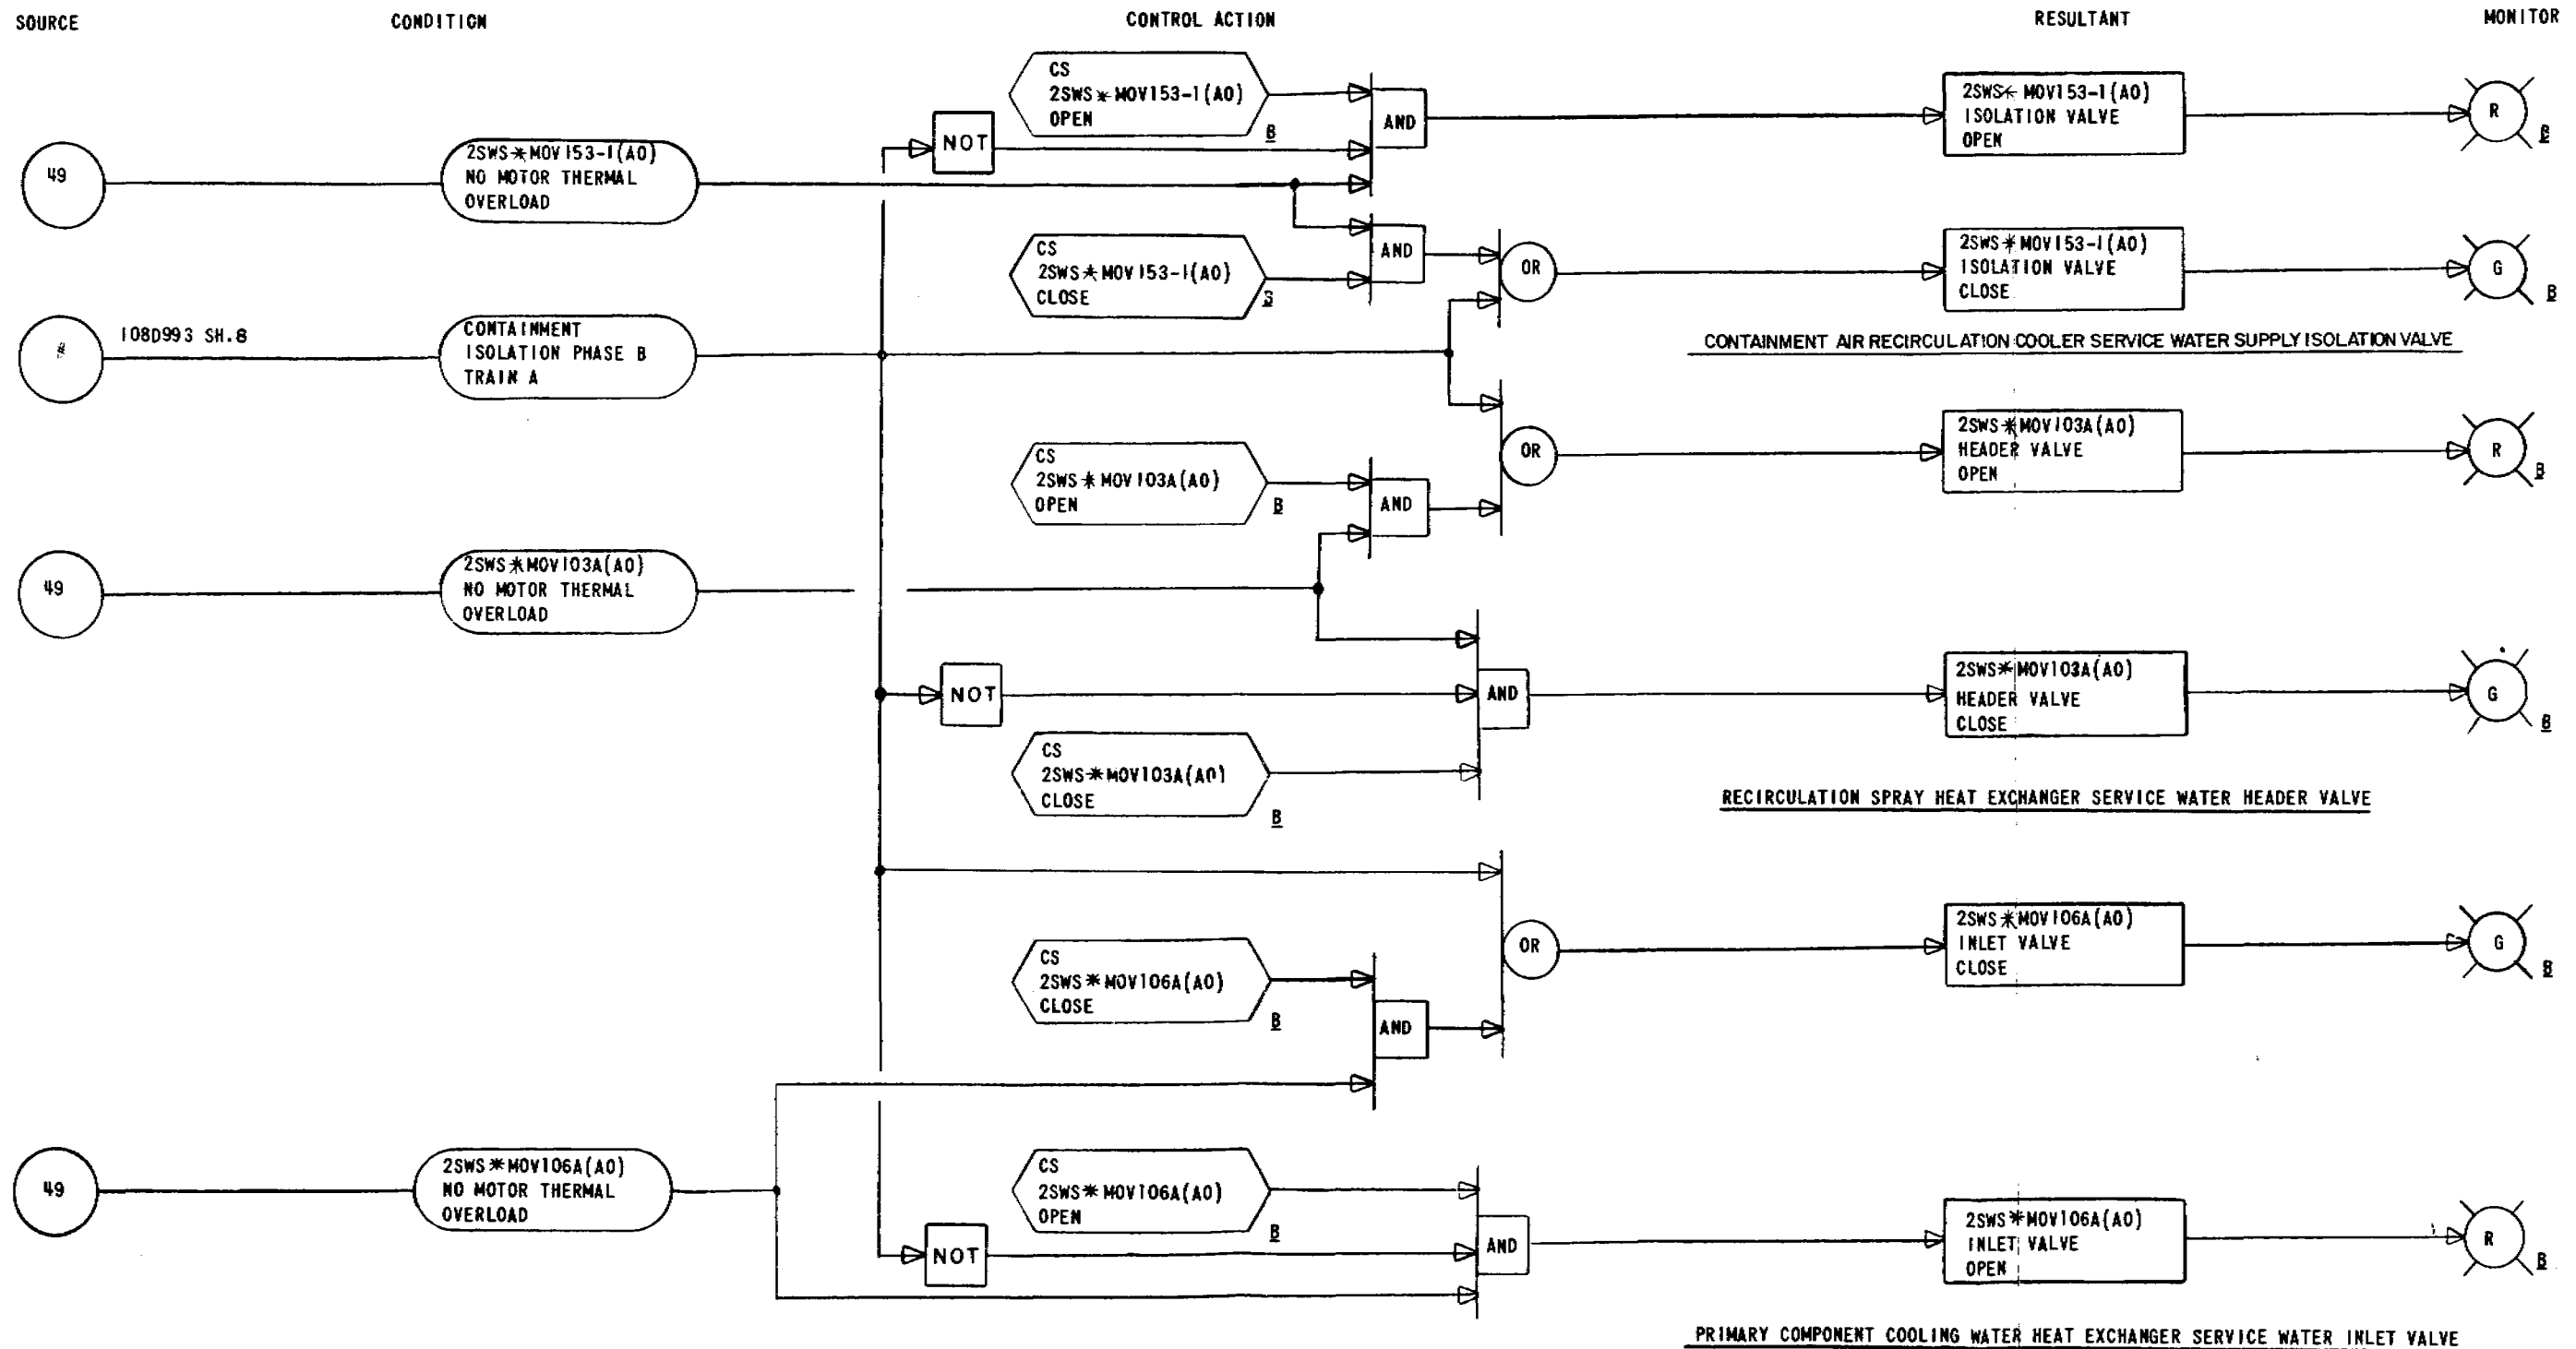 SOURCE CONDITION CONTROL ACTION RESULTANT MONITOR
CS
2SWS*MOV153-1(AO)
OPEN
B
NOT
AND
2SWS*MOV153-1(AO)
ISOLATION VALVE
OPEN
R
B
49
2SWS*MOV153-1(AO)
NO MOTOR THERMAL
OVERLOAD
CS
2SWS*MOV153-1(AO)
CLOSE
AND
OR
2SWS*MOV153-1(AO)
ISOLATION VALVE
CLOSE
G
B
#
108D993 SH.8
CONTAINMENT
ISOLATION PHASE B
TRAIN A
CONTAINMENT AIR RECIRCULATION COOLER SERVICE WATER SUPPLY ISOLATION VALVE
CS
2SWS*MOV103A(AO)
OPEN
B
AND
OR
2SWS*MOV103A(AO)
HEADER VALVE
OPEN
R
B
49
2SWS*MOV103A(AO)
NO MOTOR THERMAL
OVERLOAD
NOT
AND
2SWS*MOV103A(AO)
HEADER VALVE
CLOSE
G
B
CS
2SWS*MOV103A(AO)
CLOSE
B
RECIRCULATION SPRAY HEAT EXCHANGER SERVICE WATER HEADER VALVE
CS
2SWS*MOV106A(AO)
CLOSE
B
AND
OR
2SWS*MOV106A(AO)
INLET VALVE
CLOSE
G
B
49
2SWS*MOV106A(AO)
NO MOTOR THERMAL
OVERLOAD
CS
2SWS*MOV106A(AO)
OPEN
B
NOT
AND
2SWS*MOV106A(AO)
INLET VALVE
OPEN
R
B
PRIMARY COMPONENT COOLING WATER HEAT EXCHANGER SERVICE WATER INLET VALVE